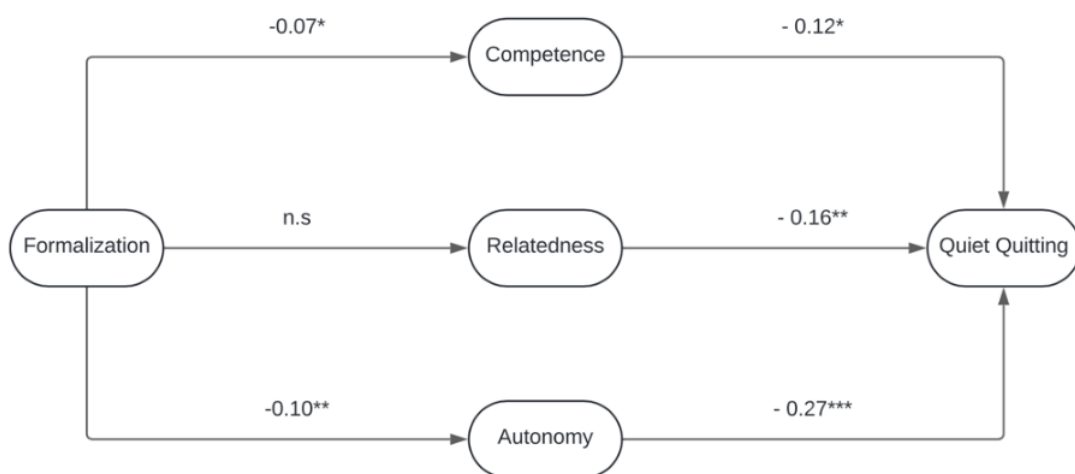 -0.07*
Competence
- 0.12*
Formalization
n.s
Relatedness
- 0.16**
Quiet Quitting
-0.10**
Autonomy
- 0.27***